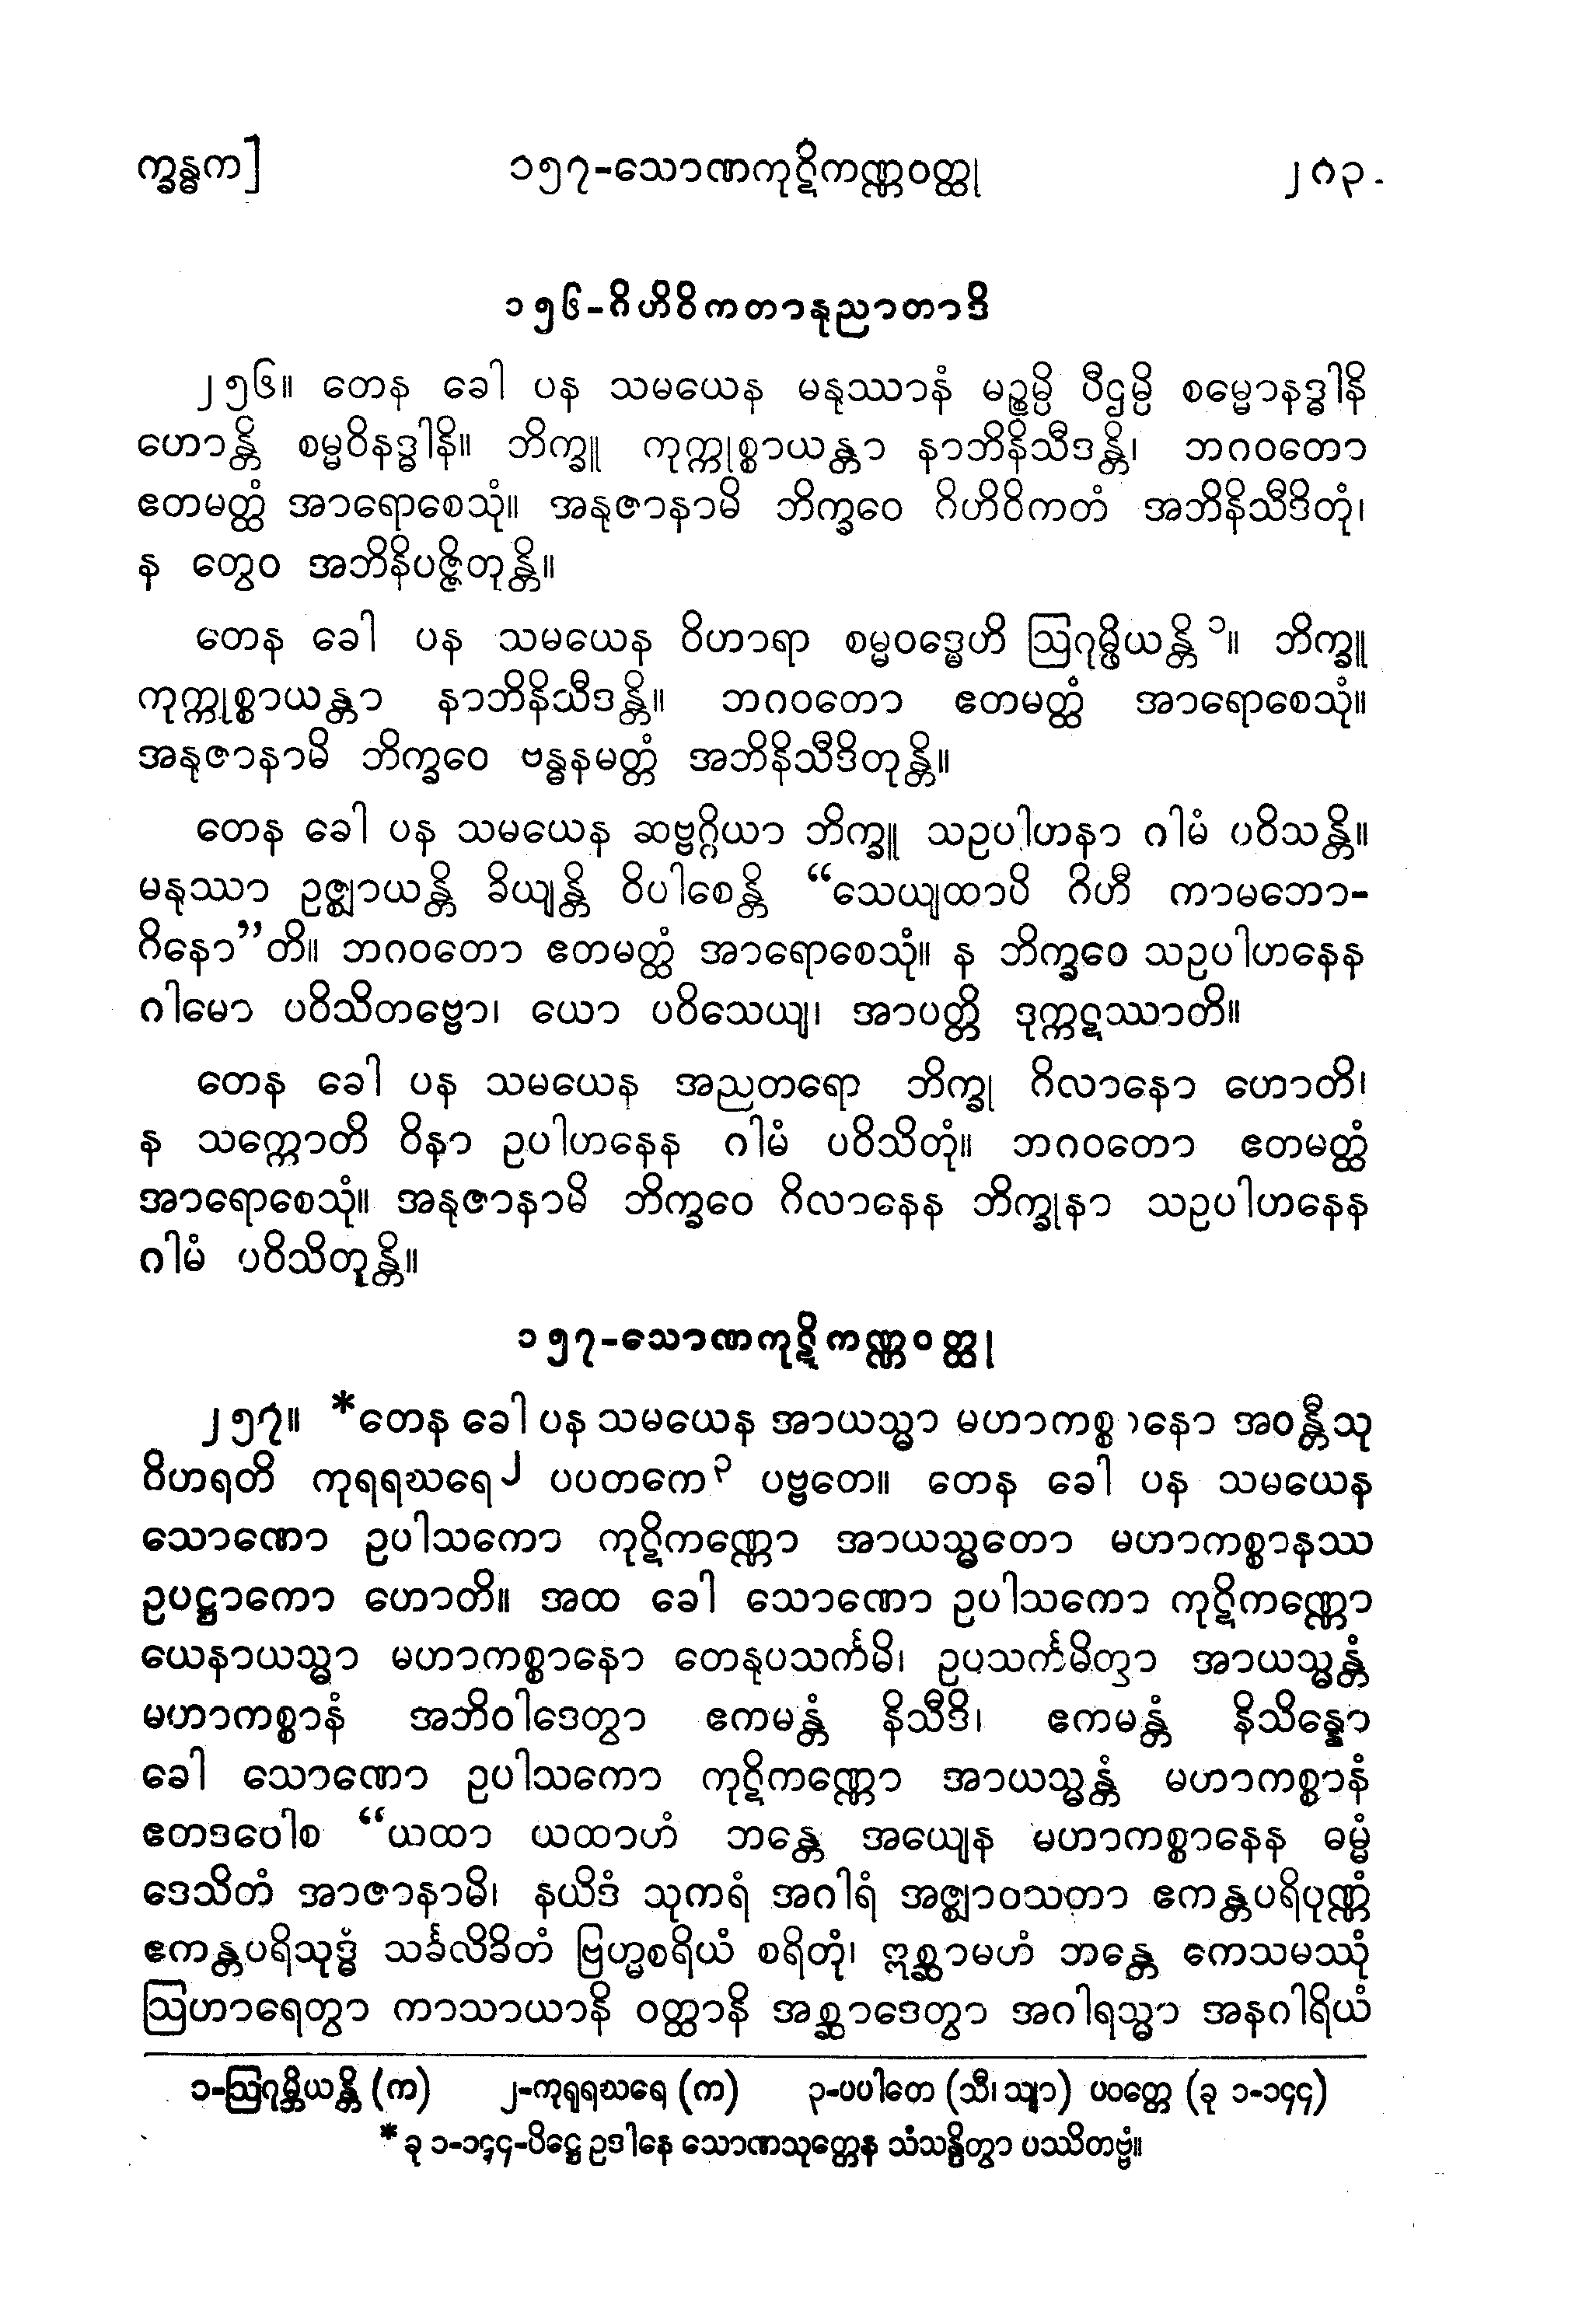 က္ခန္ဓက] ၁၅၇-သောဏကုဋိကဏ္ဏဝတ္ထု ၂၈၃
၁၅၆-ဂိဟိဝိကတာနုညာတာဒိ
၂၅၆။ တေန ခေါ ပန သမယေန မနုဿာနံ မဉ္စမ္ပိ ပီဌမ္ပိ စမ္မောနဒ္ဓါနိ
ဟောန္တိ စမ္မဝိနဒ္ဓါနိ။ ဘိက္ခူ ကုက္ကုစ္စာယန္တာ နာဘိနိသီဒန္တိ၊ ဘဂဝတော
ဧတမတ္ထံ အာရောစေသုံ။ အနုဇာနာမိ ဘိက္ခဝေ ဂိဟိဝိကတံ အဘိနိသီဒိတုံ၊
န တွေဝ အဘိနိပဇ္ဇိတုန္တိ။
တေန ခေါ ပန သမယေန ဝိဟာရာ စမ္မဝဒ္ဓေဟိ ဩဂုမ္ဖိယန္တိ ၁။ ဘိက္ခူ
ကုက္ကုစ္စာယန္တာ နာဘိနိသီဒန္တိ။ ဘဂဝတော ဧတမတ္ထံ အာရောစေသုံ။
အနုဇာနာမိ ဘိက္ခဝေ ဗန္ဓနမတ္တံ အဘိနိသီဒိတုန္တိ။
တေန ခေါ ပန သမယေန ဆဗ္ဗဂ္ဂိယာ ဘိက္ခူ သဥပါဟနာ ဂါမံ ပဝိသန္တိ။
မနုဿာ ဥဇ္ဈာယန္တိ ခိယျန္တိ ဝိပါစေန္တိ “သေယျထာပိ ဂိဟီ ကာမဘော-
ဂိနော”တိ။ ဘဂဝတော ဧတမတ္ထံ အာရောစေသုံ။ န ဘိက္ခဝေ သဥပါဟနေန
ဂါမော ပဝိသိတဗ္ဗော၊ ယော ပဝိသေယျ၊ အာပတ္တိ ဒုက္ကဋဿာတိ။
တေန ခေါ ပန သမယေန အညတရော ဘိက္ခု ဂိလာနော ဟောတိ၊
န သက္ကောတိ ဝိနာ ဥပါဟနေန ဂါမံ ပဝိသိတုံ။ ဘဂဝတော ဧတမတ္ထံ
အာရောစေသုံ။ အနုဇာနာမိ ဘိက္ခဝေ ဂိလာနေန ဘိက္ခုနာ သဥပါဟနေန
ဂါမံ ပဝိသိတုန္တိ။
၁၅၇-သောဏကုဋိကဏ္ဏဝတ္ထု
၂၅၇။ *တေန ခေါ ပန သမယေန အာယသ္မာ မဟာကစ္စာနော အဝန္တီသု
ဝိဟရတိ ကုရရဃရေ၂ ပပတကေ၃ ပဗ္ဗတေ။ တေန ခေါ ပန သမယေန
သောဏော ဥပါသကော ကုဋိကဏ္ဏော အာယသ္မတော မဟာကစ္စာနဿ
ဥပဋ္ဌာကော ဟောတိ။ အထ ခေါ သောဏော ဥပါသကော ကုဋိကဏ္ဏော
ယေနာယသ္မာ မဟာကစ္စာနော တေနုပသင်္ကမိ၊ ဥပသင်္ကမိတွာ အာယသ္မန္တံ
မဟာကစ္စာနံ အဘိဝါဒေတွာ ဧကမန္တံ နိသီဒိ၊ ဧကမန္တံ နိသိန္နော
ခေါ သောဏော ဥပါသကော ကုဋိကဏ္ဏော အာယသ္မန္တံ မဟာကစ္စာနံ
ဧတဒဝေါစ “ယထာ ယထာဟံ ဘန္တေ အယျေန မဟာကစ္စာနေန ဓမ္မံ
ဒေသိတံ အာဇာနာမိ၊ နယိဒံ သုကရံ အဂါရံ အဇ္ဈာဝသတာ ဧကန္တပရိပုဏ္ဏံ
ဧကန္တပရိသုဒ္ဓံ သင်္ခလိခိတံ ဗြဟ္မစရိယံ စရိတုံ၊ ဣစ္ဆာမဟံ ဘန္တေ ကေသမဿုံ
ဩဟာရေတွာ ကာသာယာနိ ဝတ္ထာနိ အစ္ဆာဒေတွာ အဂါရသ္မာ အနဂါရိယံ
၁-ဩဂုမ္ဘိယန္တိ (က) ၂-ကုရုရဃရေ (က) ၃-ပပါတေ (သီ၊ သျာ) ပဝတ္တေ (ခု ၁-၁၄၄)
* ခု ၁-၁၄၄-ပိဋ္ဌေ ဥဒါနေ သောဏသုတ္တေန သံသန္ဒိတွာ ပဿိတဗ္ဗံ။